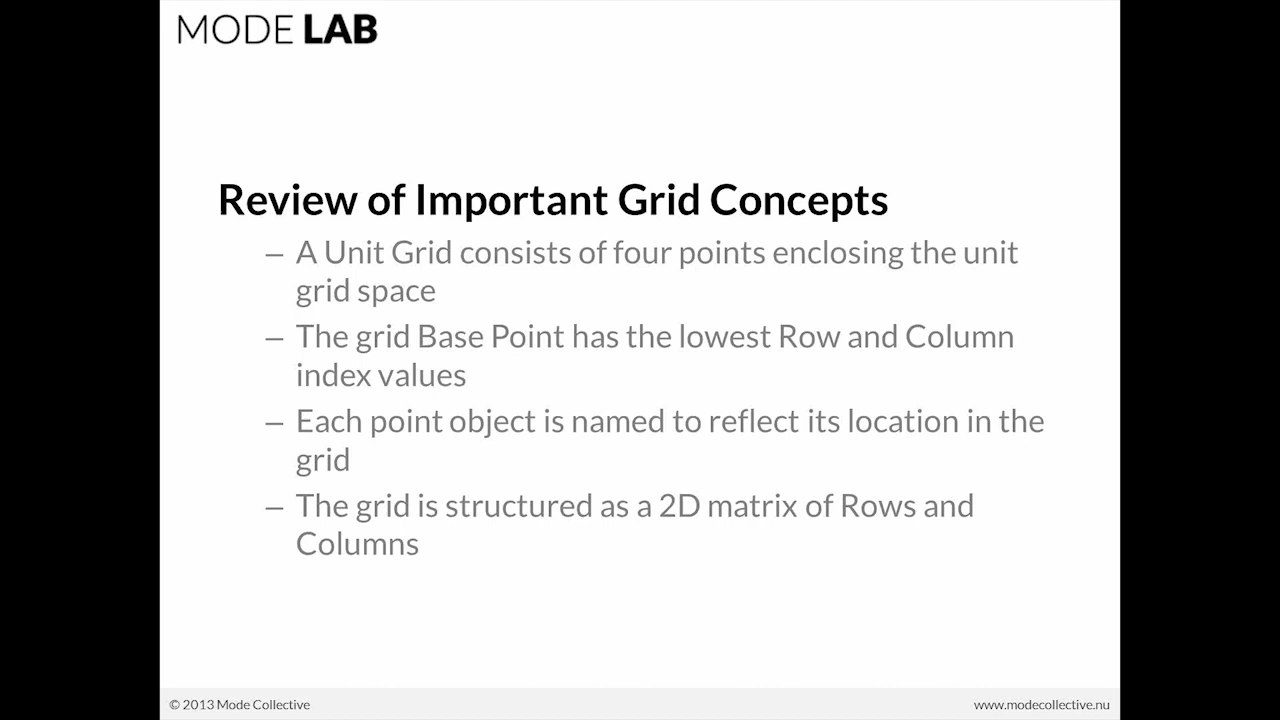 MODE LAB
Review of Important Grid Concepts
– A Unit Grid consists of four points enclosing the unit
grid space
– The grid Base Point has the lowest Row and Column
index values
– Each point object is named to reflect its location in the
grid
– The grid is structured as a 2D matrix of Rows and
Columns
© 2013 Mode Collective
www.modecollective.nu